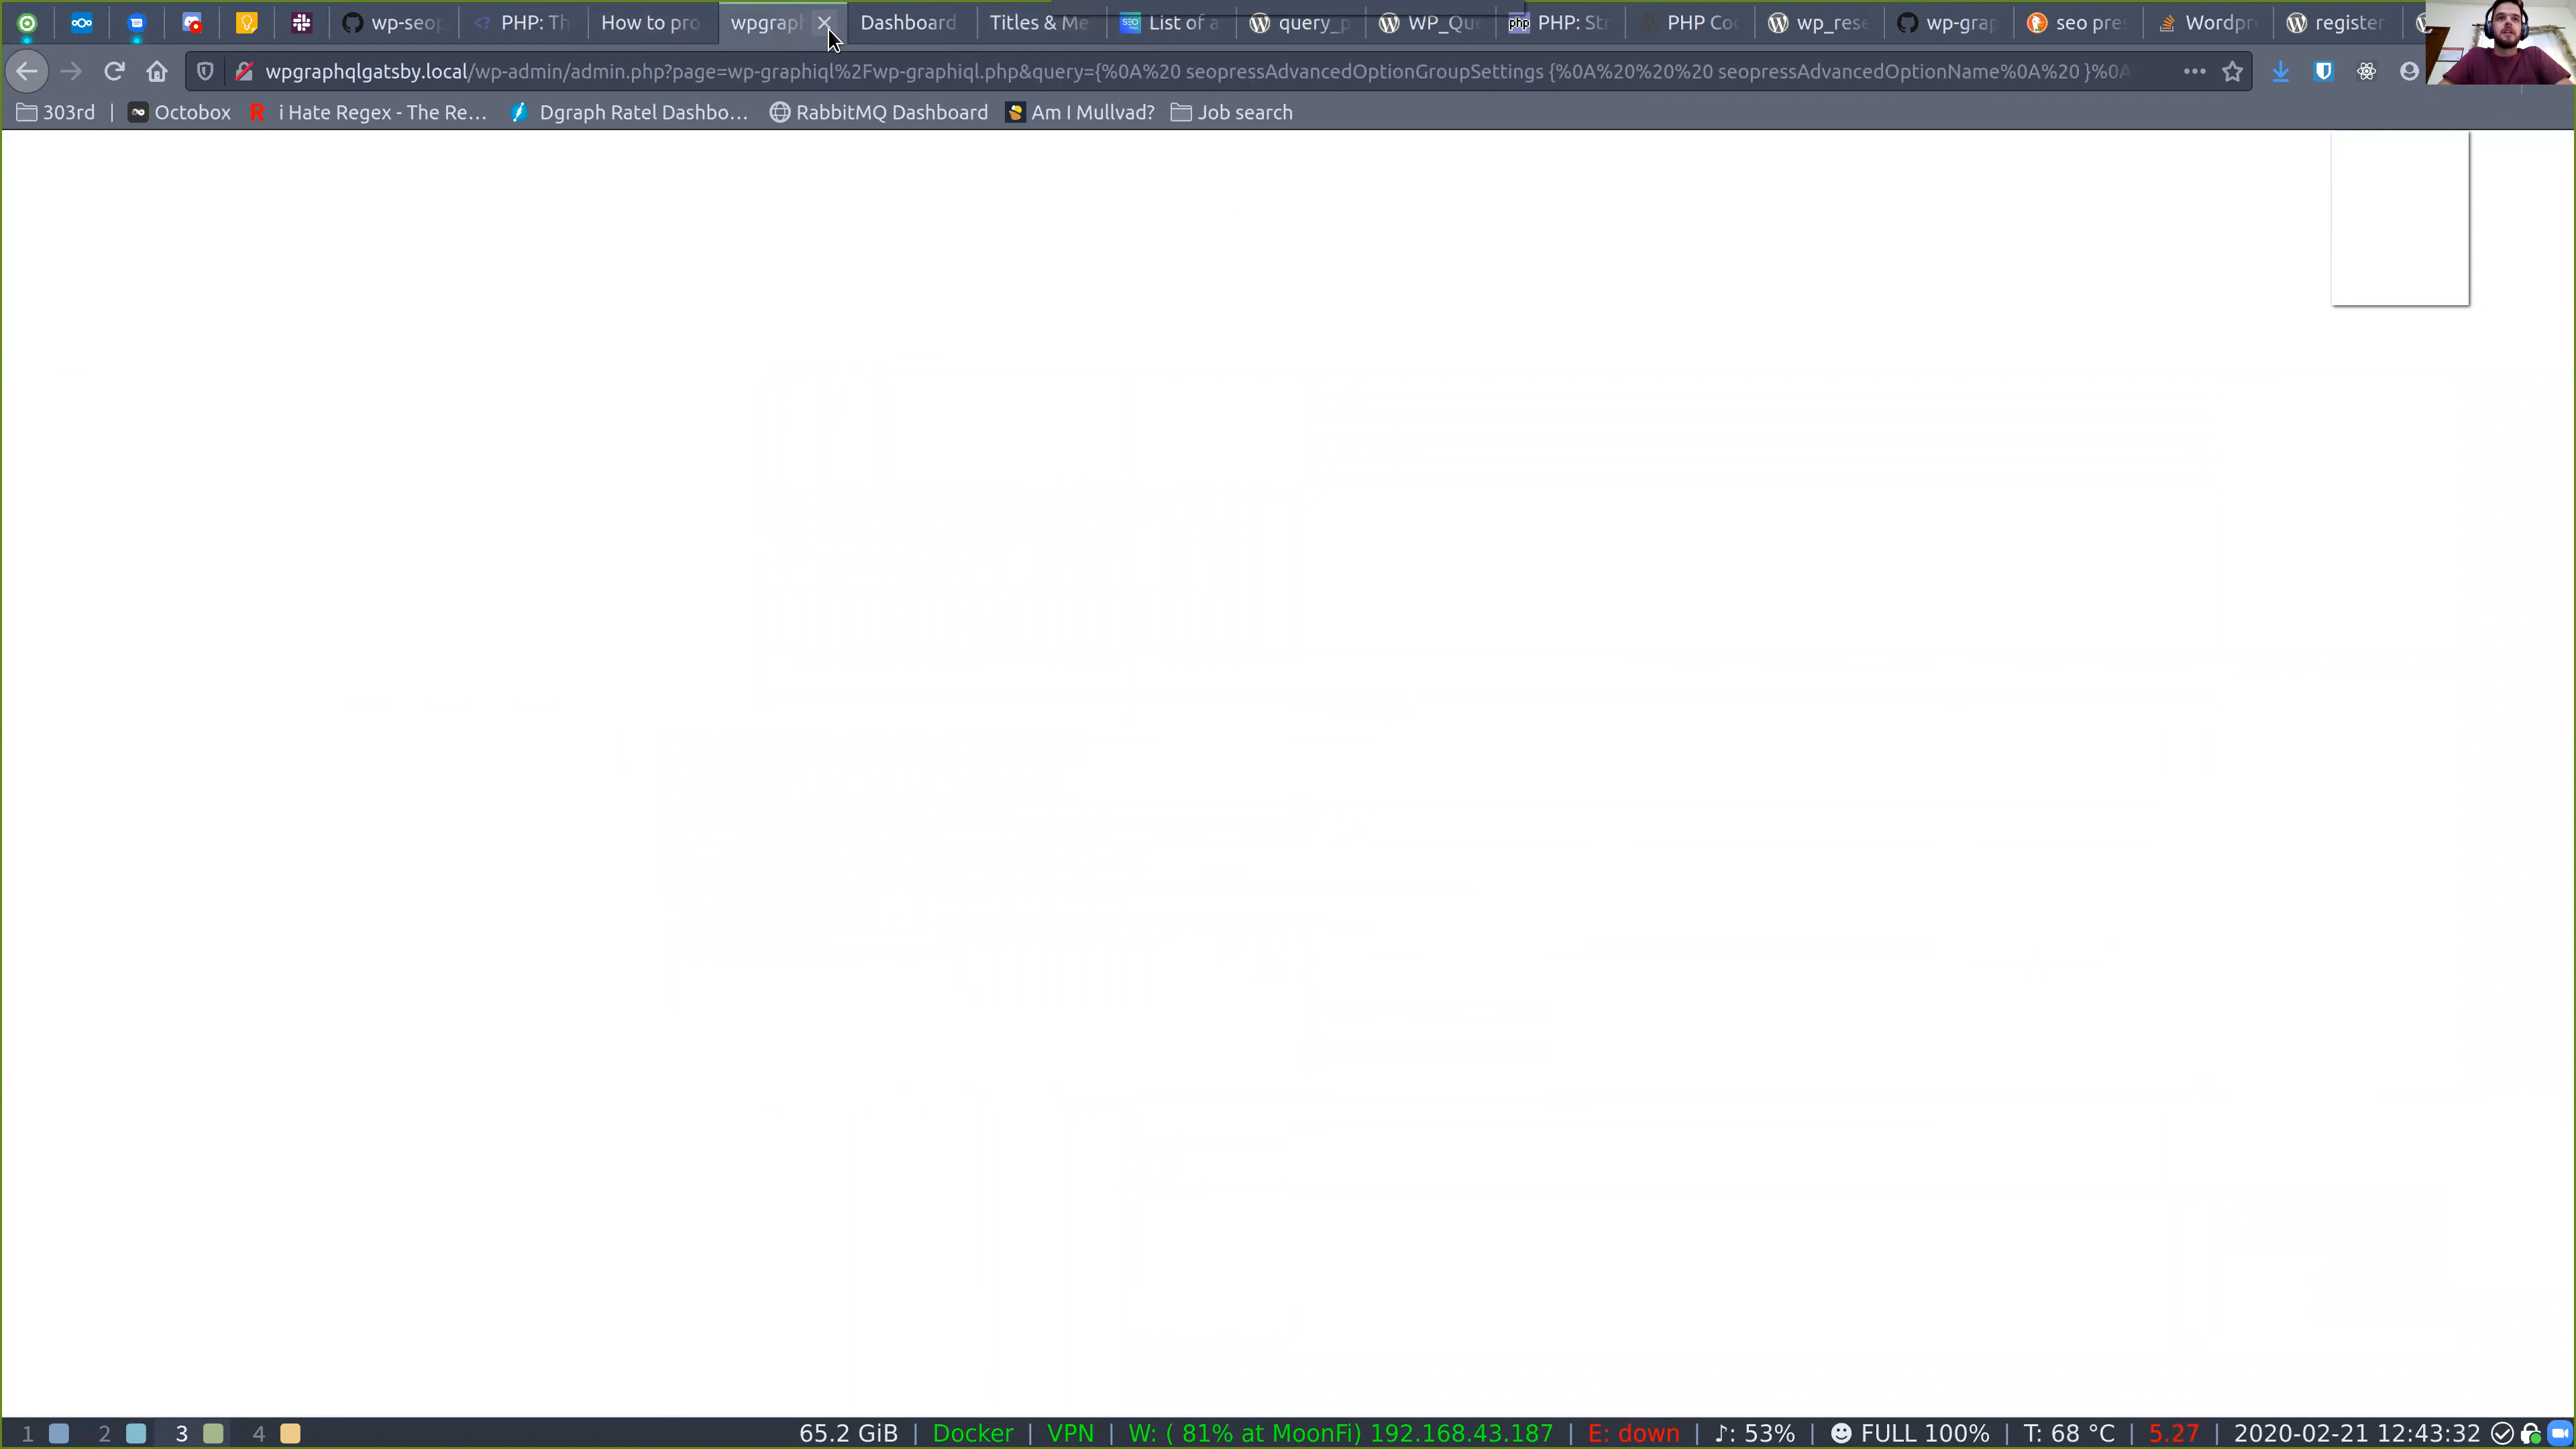 wp-seop PHP: Th How to pro wpgraph Dashboard Titles & Me SEO List of a query_p WP_Que php PHP: Str PHP Co wp_rese wp-grap seo pres Wordpr register
wpgraphqlgatsby.local/wp-admin/admin.php?page=wp-graphiql%2Fwp-graphiql.php&query={%0A%20 seopressAdvancedOptionGroupSettings {%0A%20%20%20 seopressAdvancedOptionName%0A%20 }%0A
303rd | Octobox R i Hate Regex - The Re… Dgraph Ratel Dashbo… RabbitMQ Dashboard Am I Mullvad? Job search
1 2 3 4 65.2 GiB | Docker | VPN | W: ( 81% at MoonFi) 192.168.43.187 | E: down | ♪: 53% | ☻ FULL 100% | T: 68 °C | 5.27 | 2020-02-21 12:43:32